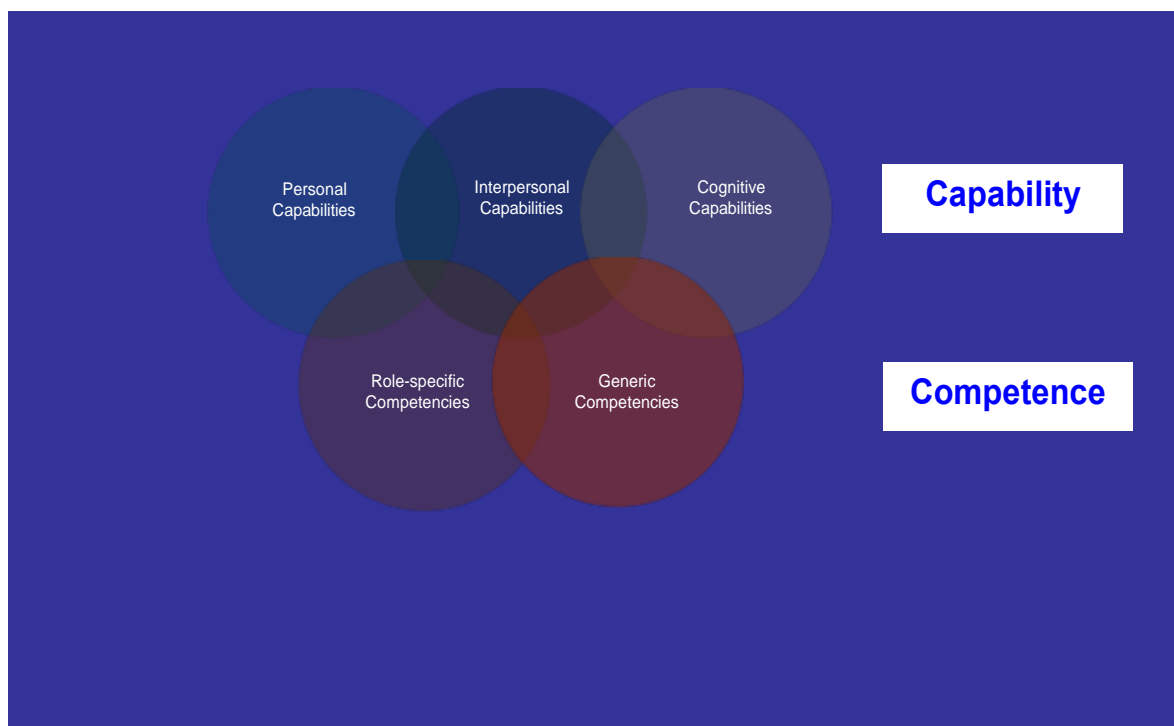 Personal
Capabilities
Interpersonal
Capabilities
Cognitive
Capabilities
Capability
Role-specific
Competencies
Generic
Competencies
Competence